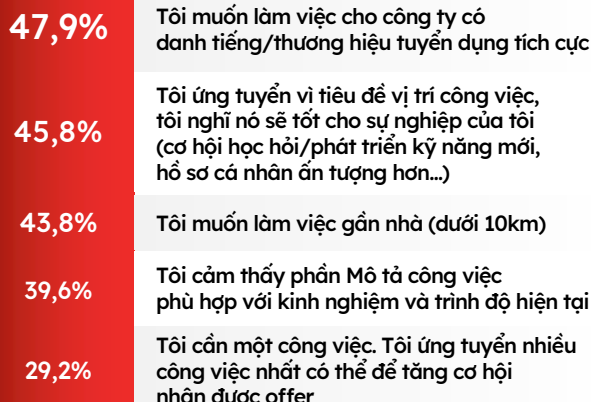 47,9%
Tôi muốn làm việc cho công ty có
danh tiếng/thương hiệu tuyển dụng tích cực
45,8%
Tôi ứng tuyển vì tiêu đề vị trí công việc,
tôi nghĩ nó sẽ tốt cho sự nghiệp của tôi
(cơ hội học hỏi/phát triển kỹ năng mới,
hồ sơ cá nhân ấn tượng hơn...)
43,8%
Tôi muốn làm việc gần nhà (dưới 10km)
39,6%
Tôi cảm thấy phần Mô tả công việc
phù hợp với kinh nghiệm và trình độ hiện tại
29,2%
Tôi cần một công việc. Tôi ứng tuyển nhiều
công việc nhất có thể để tăng cơ hội
nhận được offer